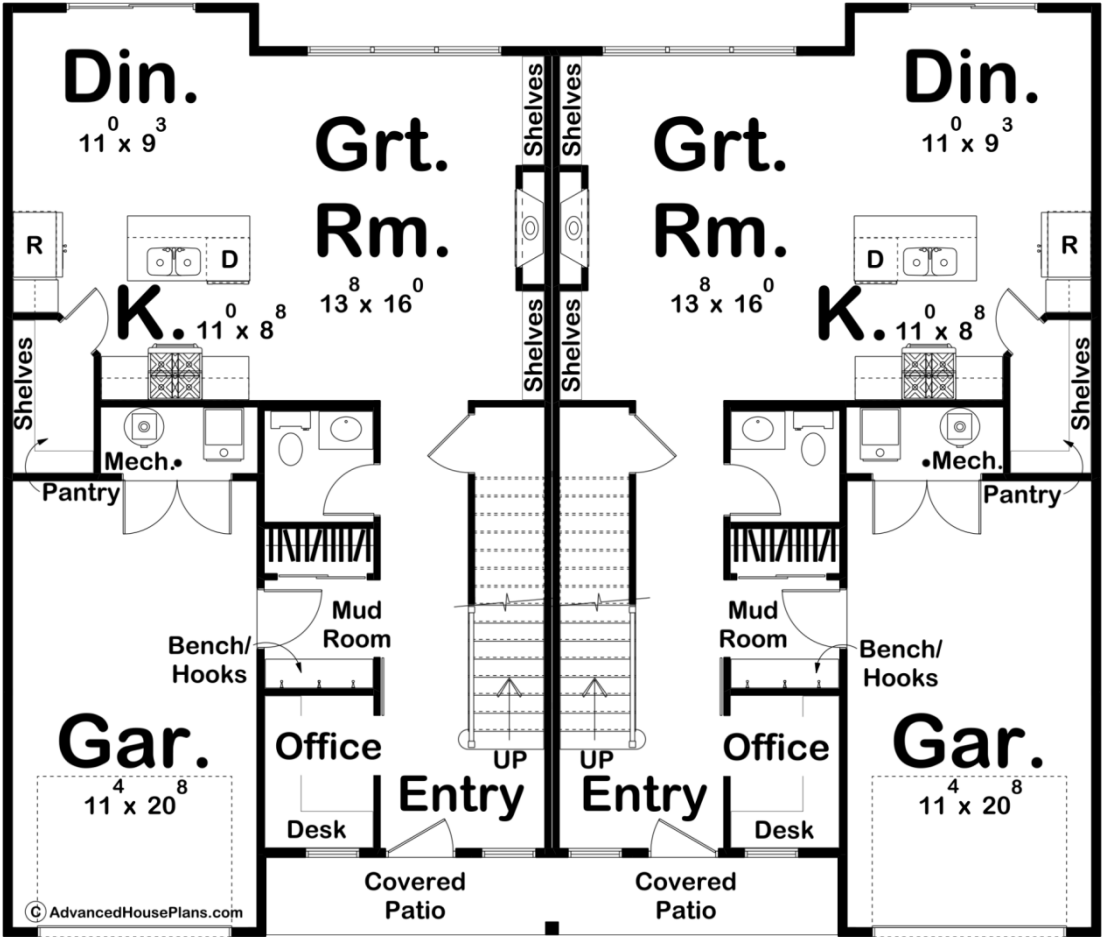 Din.
11⁰ x 9³
Grt.
Rm.
13⁸ x 16⁰
Shelves
Shelves
Grt.
Rm.
13⁸ x 16⁰
Din.
11⁰ x 9³
R
D
K. 11⁰ x 8⁸
Shelves
Shelves
D
R
K. 11⁰ x 8⁸
Shelves
Shelves
Mech.
Pantry
Mech.
Pantry
Mud
Room
Bench/
Hooks
Mud
Room
Bench/
Hooks
Gar.
11⁴ x 20⁸
Office
Desk
UP
Entry
UP
Entry
Office
Desk
Gar.
11⁴ x 20⁸
Covered
Patio
Covered
Patio
© AdvancedHousePlans.com